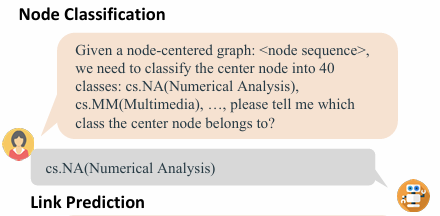 Node Classification
Given a node-centered graph: <node sequence>,
we need to classify the center node into 40
classes: cs.NA(Numerical Analysis),
cs.MM(Multimedia), …, please tell me which
class the center node belongs to?
cs.NA(Numerical Analysis)
Link Prediction